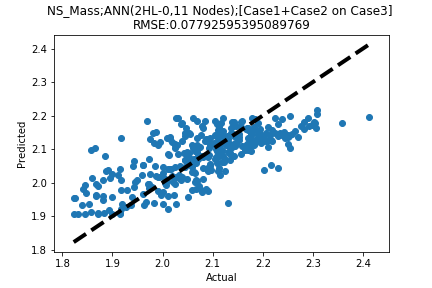 NS_Mass;ANN(2HL-0,11 Nodes);[Case1+Case2 on Case3]
RMSE:0.07792595395089769
2.4
2.3
2.2
2.1
2.0
1.9
1.8
Predicted
1.8 1.9 2.0 2.1 2.2 2.3 2.4
Actual